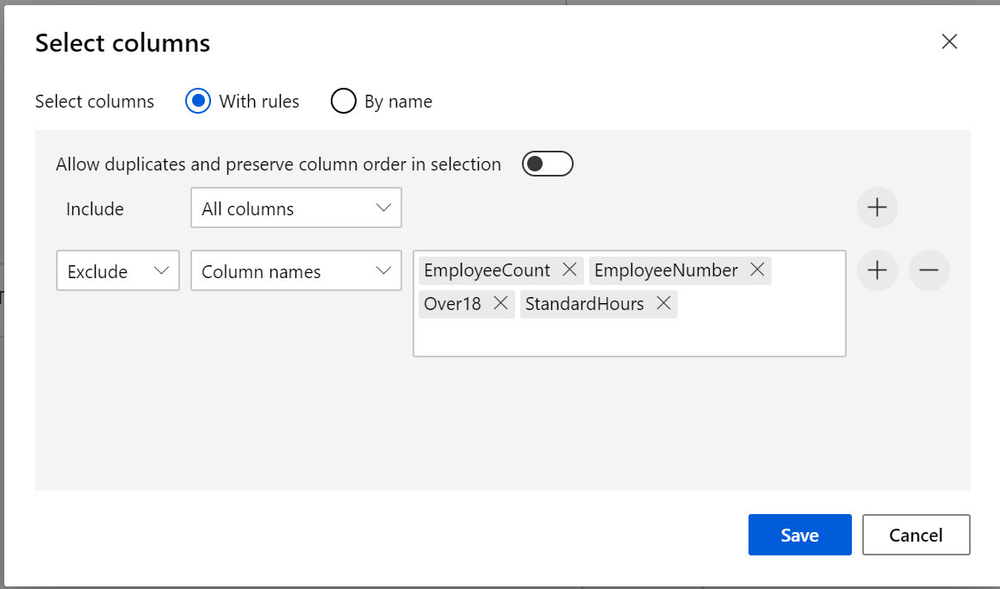 Select columns
Select columns With rules By name
Allow duplicates and preserve column order in selection
Include All columns
Exclude Column names EmployeeCount EmployeeNumber
Over18 StandardHours
Save Cancel